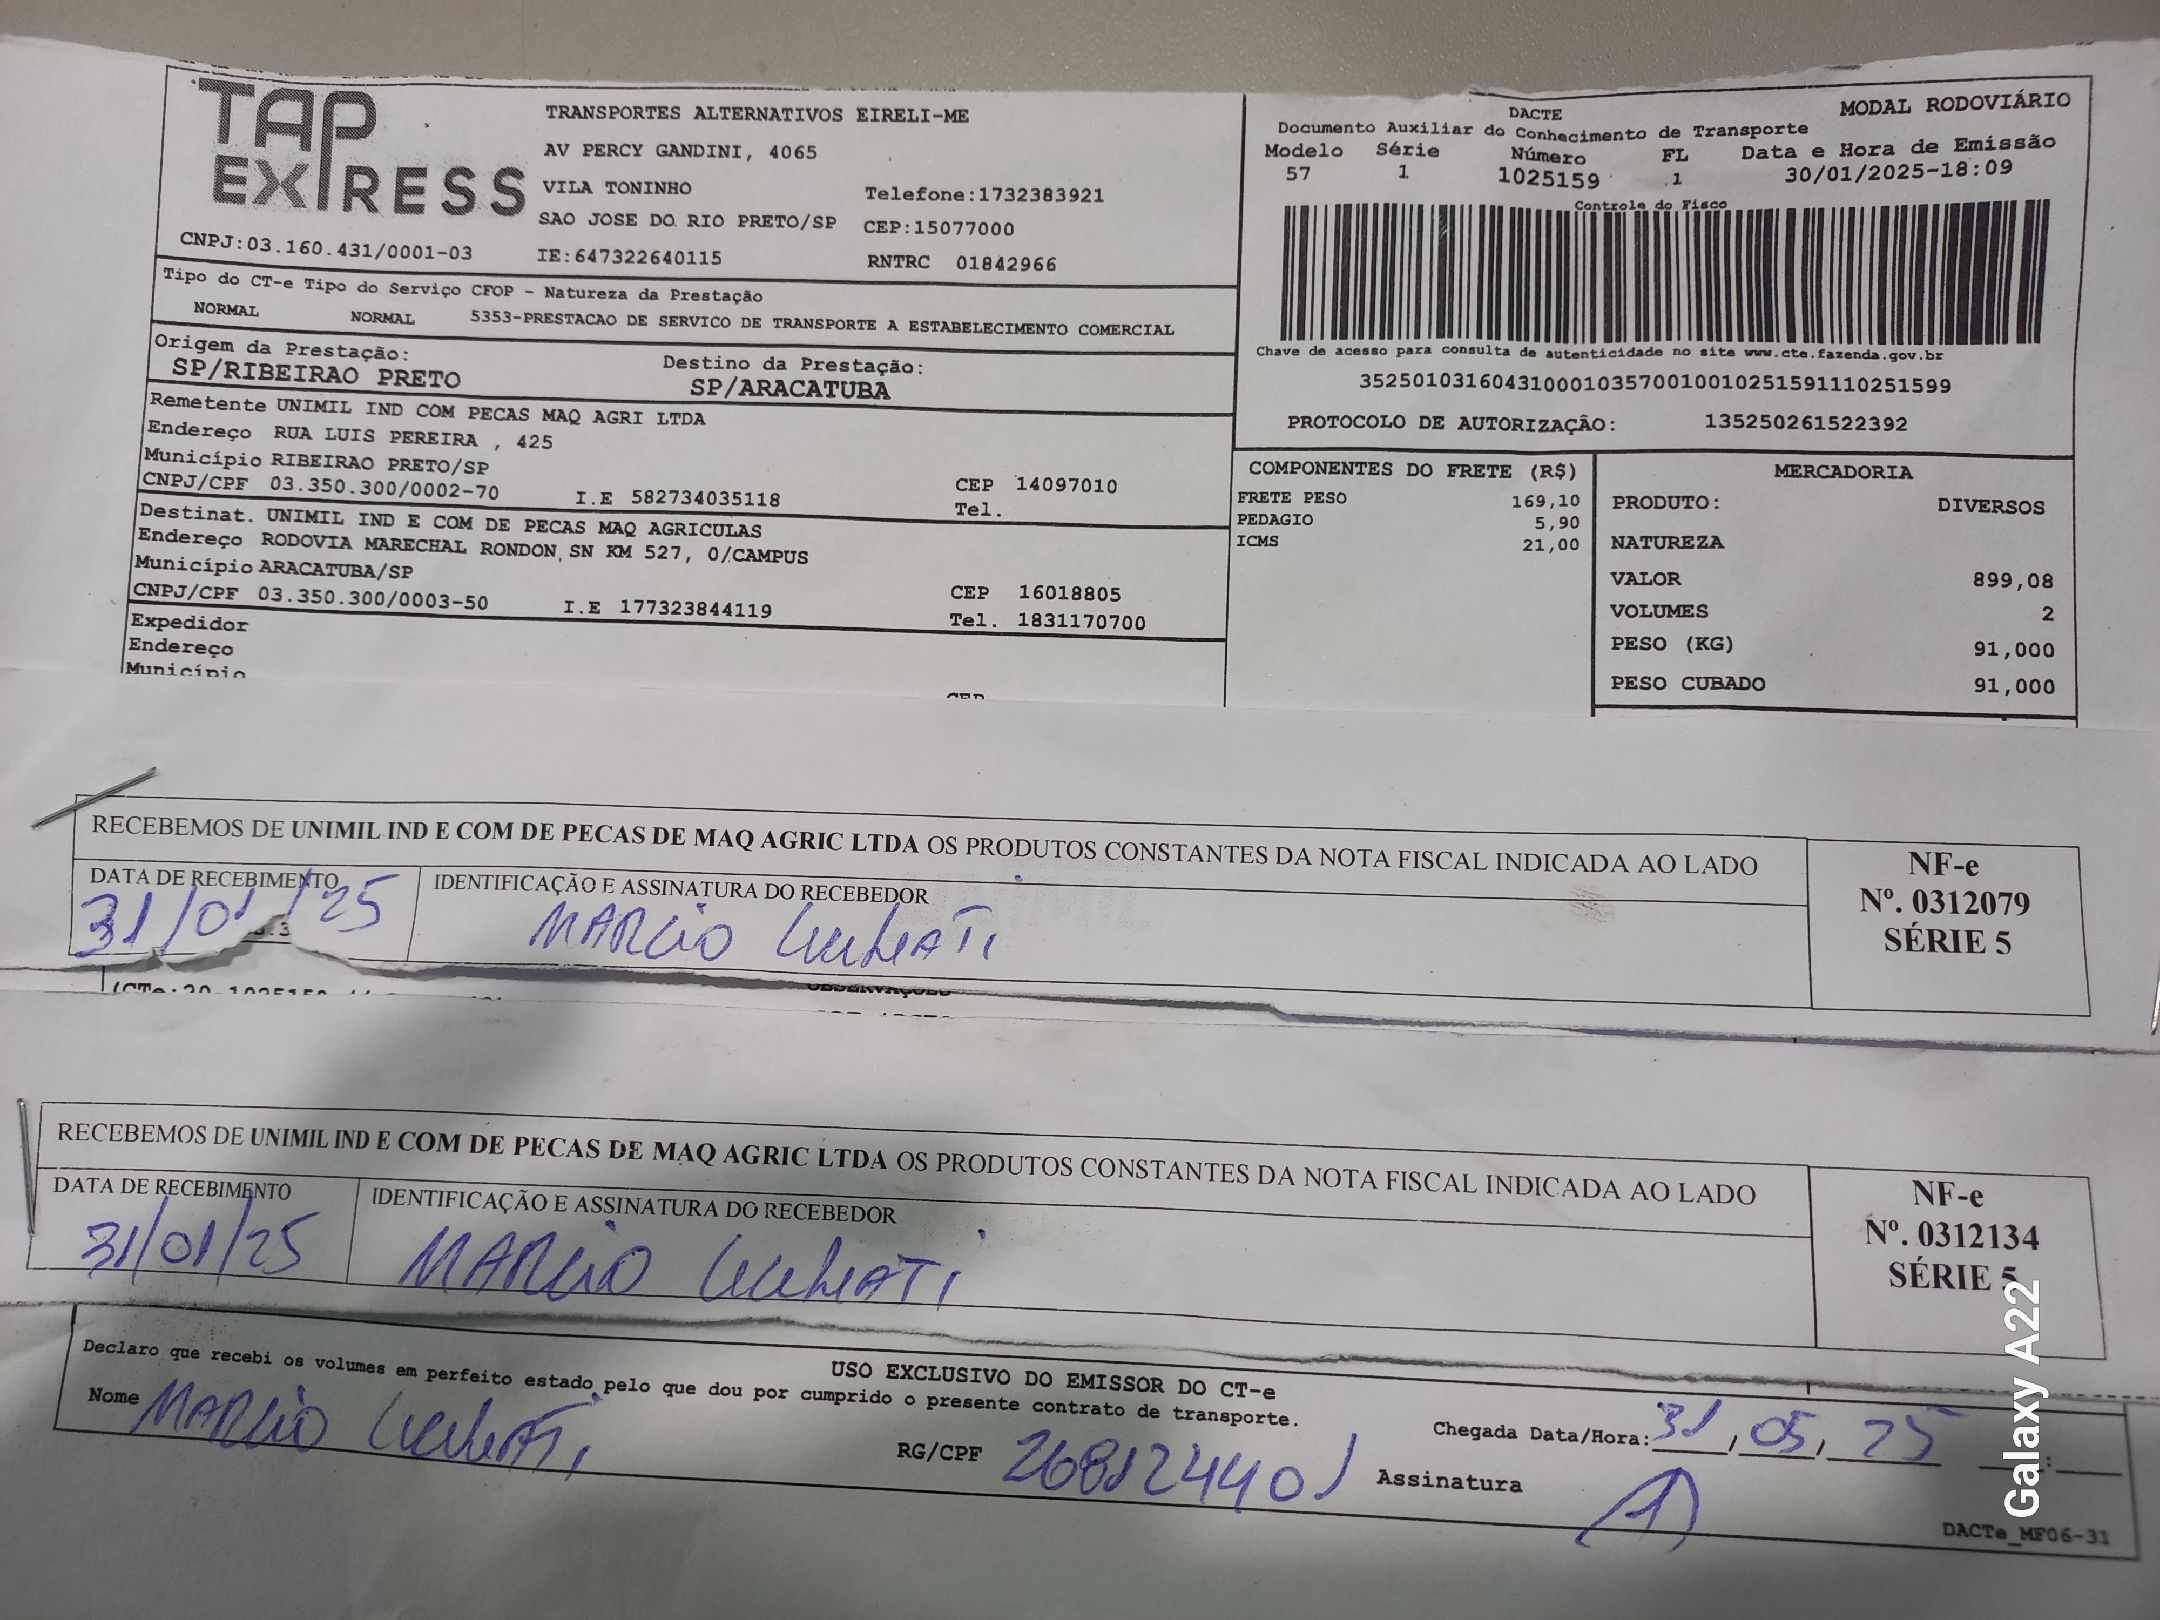 TAP EXPRESS
TRANSPORTES ALTERNATIVOS EIRELI-ME
AV PERCY GANDINI, 4065
VILA TONINHO Telefone:1732383921
SAO JOSE DO RIO PRETO/SP CEP:15077000
CNPJ:03.160.431/0001-03 IE:647322640115 RNTRC 01842966
DACTE MODAL RODOVIÁRIO
Documento Auxiliar do Conhecimento de Transporte
Modelo Série Número FL Data e Hora de Emissão
57 1 1025159 1 30/01/2025-18:09
Controle do Fisco
Chave de acesso para consulta de autenticidade no site www.cte.fazenda.gov.br
35250103160431000103570010010251591110251599
PROTOCOLO DE AUTORIZAÇÃO: 135250261522392
Tipo do CT-e Tipo do Serviço CFOP - Natureza da Prestação
NORMAL NORMAL 5353-PRESTACAO DE SERVICO DE TRANSPORTE A ESTABELECIMENTO COMERCIAL
Origem da Prestação: Destino da Prestação:
SP/RIBEIRAO PRETO SP/ARACATUBA
Remetente UNIMIL IND COM PECAS MAQ AGRI LTDA
Endereço RUA LUIS PEREIRA , 425
Município RIBEIRAO PRETO/SP CEP 14097010
CNPJ/CPF 03.350.300/0002-70 I.E 582734035118 Tel.
Destinat. UNIMIL IND E COM DE PECAS MAQ AGRICULAS
Endereço RODOVIA MARECHAL RONDON, SN KM 527, 0/CAMPUS
Município ARACATUBA/SP CEP 16018805
CNPJ/CPF 03.350.300/0003-50 I.E 177323844119 Tel. 1831170700
Expedidor
Endereço
Município
CEP
COMPONENTES DO FRETE (R$)
FRETE PESO 169,10
PEDAGIO 5,90
ICMS 21,00
MERCADORIA
PRODUTO: DIVERSOS
NATUREZA
VALOR 899,08
VOLUMES 2
PESO (KG) 91,000
PESO CUBADO 91,000
RECEBEMOS DE UNIMIL IND E COM DE PECAS DE MAQ AGRIC LTDA OS PRODUTOS CONSTANTES DA NOTA FISCAL INDICADA AO LADO
DATA DE RECEBIMENTO IDENTIFICAÇÃO E ASSINATURA DO RECEBEDOR
31/01/25 MARCIO
NF-e
Nº. 0312079
SÉRIE 5
OBSERVAÇÕES
RECEBEMOS DE UNIMIL IND E COM DE PECAS DE MAQ AGRIC LTDA OS PRODUTOS CONSTANTES DA NOTA FISCAL INDICADA AO LADO
DATA DE RECEBIMENTO IDENTIFICAÇÃO E ASSINATURA DO RECEBEDOR
31/01/25 MARCIO
NF-e
Nº. 0312134
SÉRIE 5
USO EXCLUSIVO DO EMISSOR DO CT-e
Declaro que recebi os volumes em perfeito estado pelo que dou por cumprido o presente contrato de transporte.
Nome MARCIO RG/CPF 268124401 Chegada Data/Hora: 31, 05, 25 :
Assinatura
DACTe_MF06-31
Galaxy A22